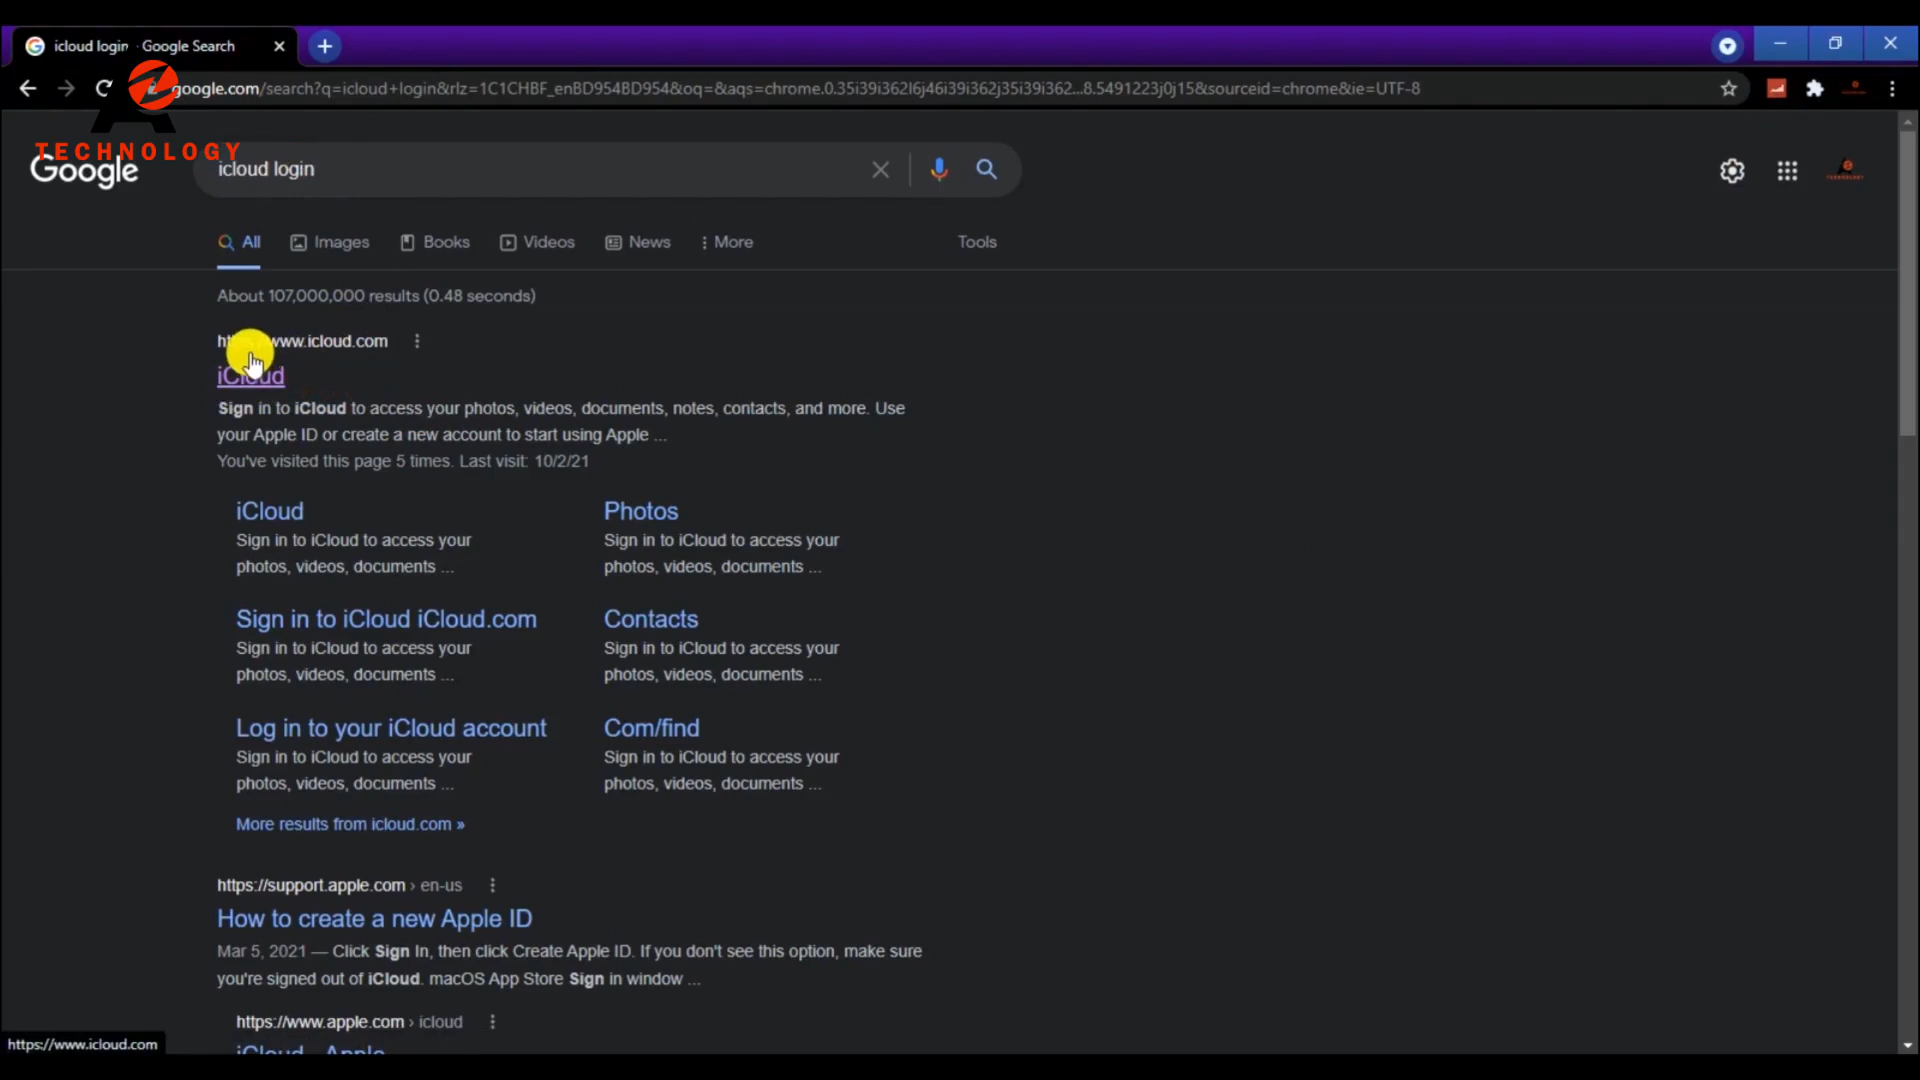 icloud login - Google Search
google.com/search?q=icloud+login&rlz=1C1CHBF_enBD954BD954&oq=&aqs=chrome.0.35i39i362l6j46i39i362j35i39i362...8.5491223j0j15&sourceid=chrome&ie=UTF-8
TECHNOLOGY
Google
icloud login
All
Images
Books
Videos
News
More
Tools
About 107,000,000 results (0.48 seconds)
www.icloud.com
iCloud
Sign in to iCloud to access your photos, videos, documents, notes, contacts, and more. Use
your Apple ID or create a new account to start using Apple ...
You've visited this page 5 times. Last visit: 10/2/21
iCloud
Sign in to iCloud to access your
photos, videos, documents ...
Photos
Sign in to iCloud to access your
photos, videos, documents ...
Sign in to iCloud iCloud.com
Sign in to iCloud to access your
photos, videos, documents ...
Contacts
Sign in to iCloud to access your
photos, videos, documents ...
Log in to your iCloud account
Sign in to iCloud to access your
photos, videos, documents ...
Com/find
Sign in to iCloud to access your
photos, videos, documents ...
More results from icloud.com »
https://support.apple.com › en-us
How to create a new Apple ID
Mar 5, 2021 — Click Sign In, then click Create Apple ID. If you don't see this option, make sure
you're signed out of iCloud. macOS App Store Sign in window ...
https://www.apple.com › icloud
iCloud - Apple
https://www.icloud.com